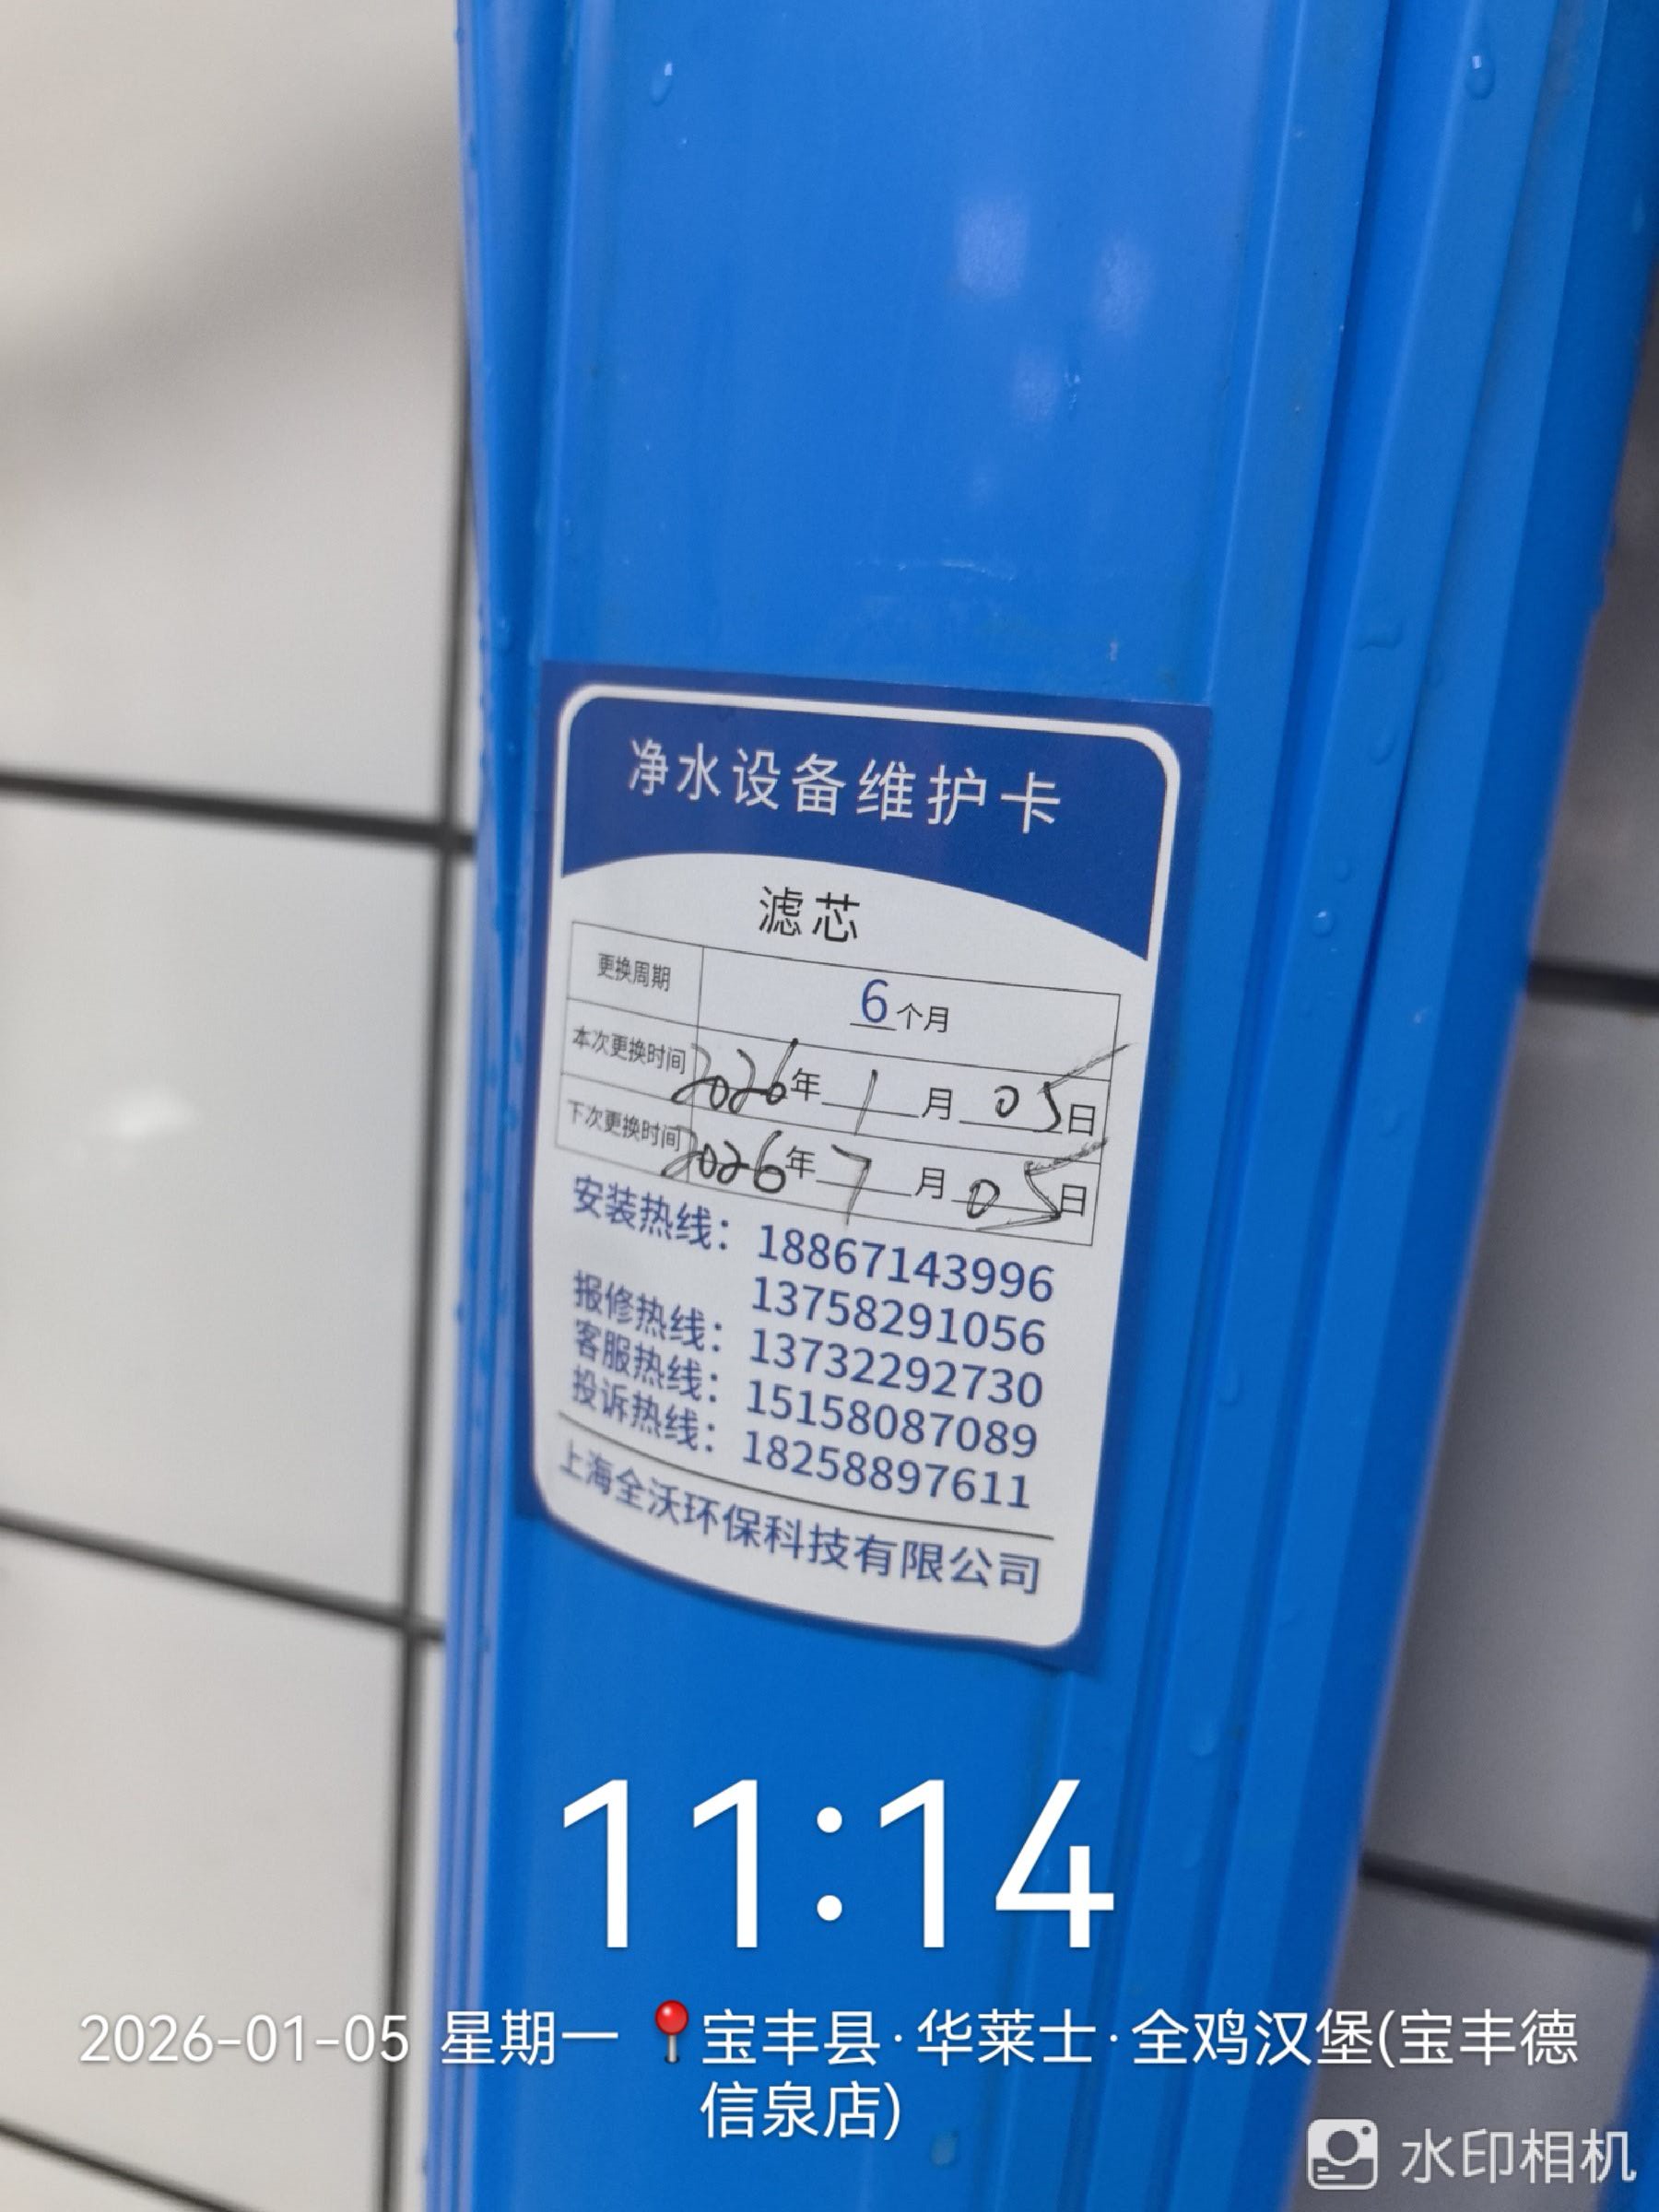 净水设备维护卡
滤芯
更换周期 6个月
本次更换时间 2026年1月05日
下次更换时间 2026年7月05日
安装热线：18867143996
13758291056
报修热线：13732292730
客服热线：15158087089
投诉热线：18258897611
上海全沃环保科技有限公司
11:14
2026-01-05 星期一 宝丰县·华莱士·全鸡汉堡(宝丰德
信泉店)
水印相机